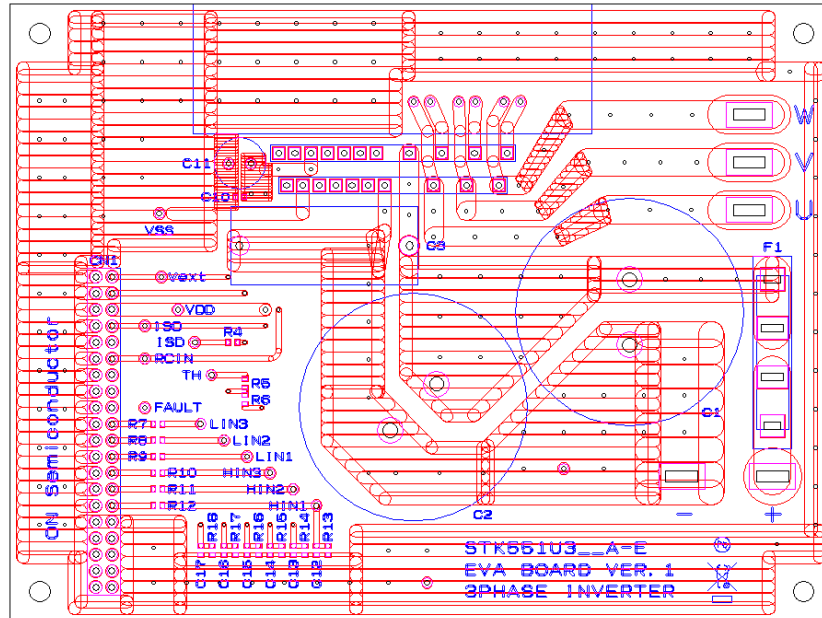 W
C11
V
C10
U
VSS
C3
F1
CN1
Vext
VDD
ISO
ISD R4
RCIN
TH
R5
R6
FAULT
C1
R7 LIN3
R8 LIN2
R9 LIN1
R10 HIN3
R11 HIN2
R12 HIN1
C2
- +
ON Semiconductor
R18 R17 R16 R15 R14 R13
C17 C16 C15 C14 C13 C12
STK551U3__A-E
EVA BOARD VER. 1
3PHASE INVERTER